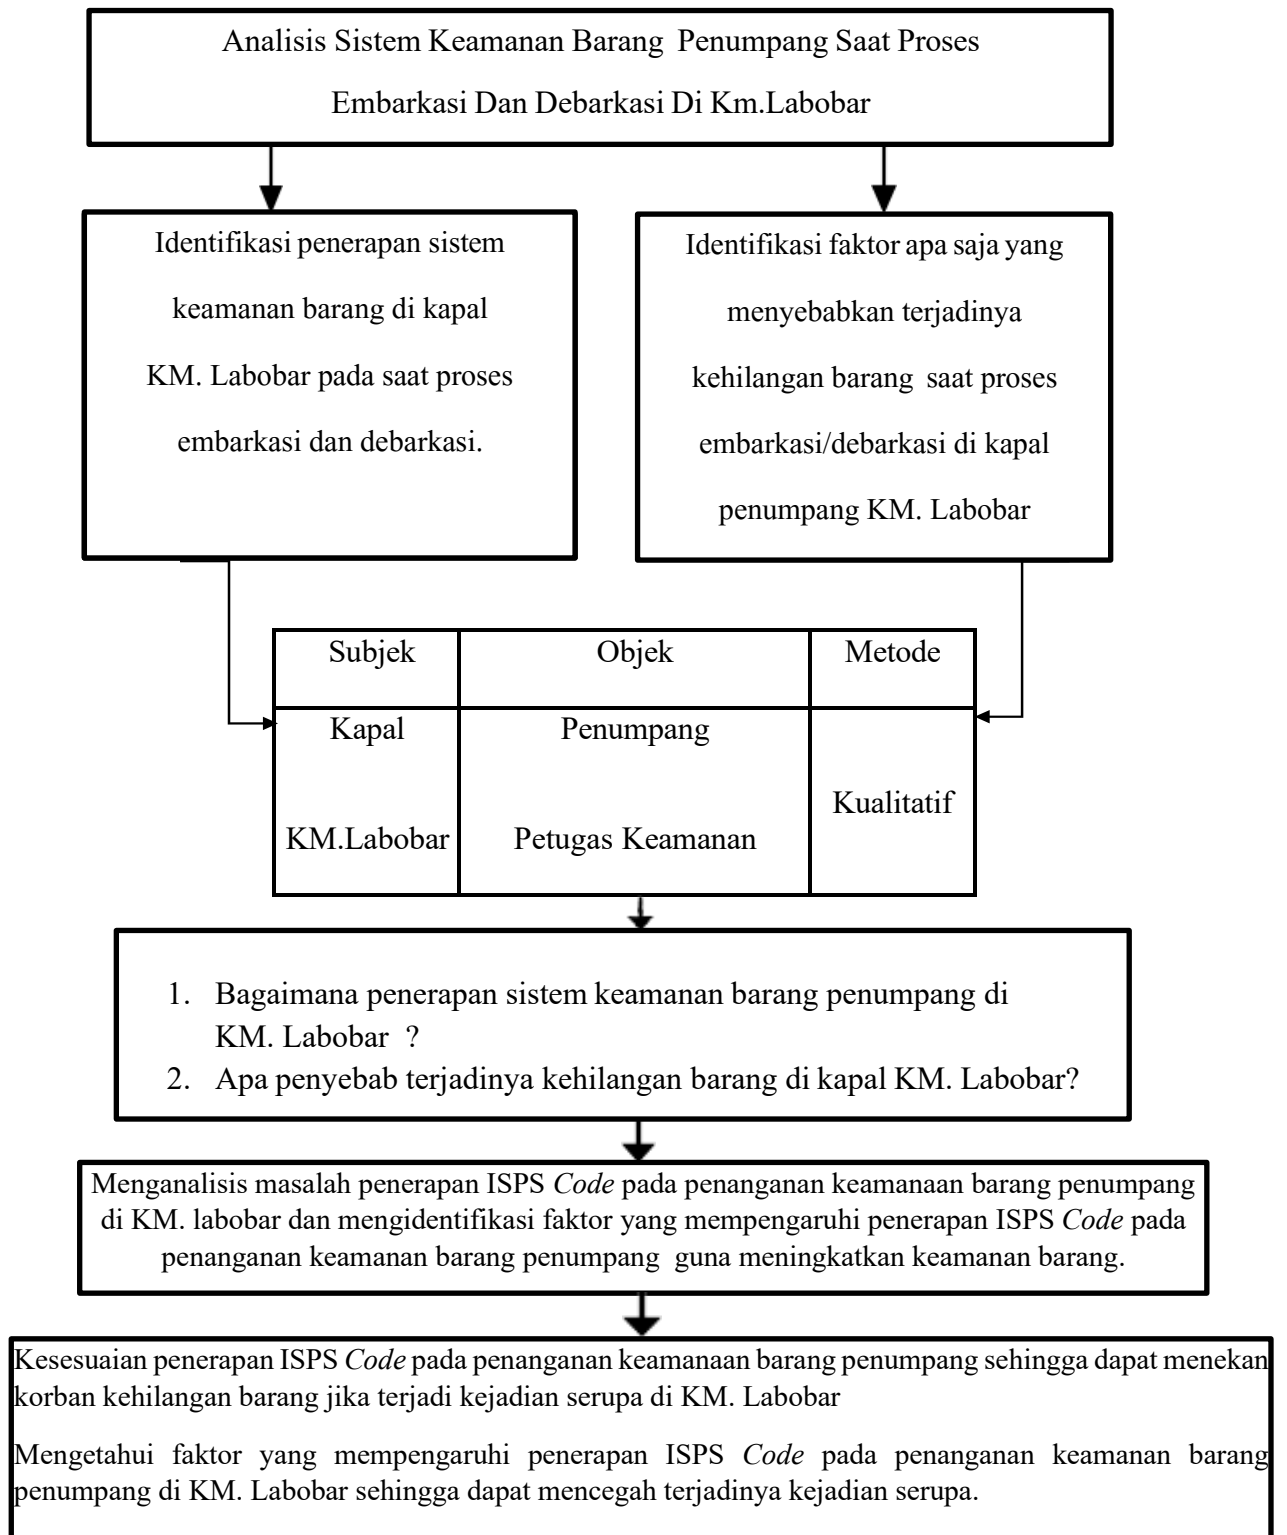 Analisis Sistem Keamanan Barang Penumpang Saat Proses
Embarkasi Dan Debarkasi Di Km.Labobar
Identifikasi penerapan sistem
keamanan barang di kapal
KM. Labobar pada saat proses
embarkasi dan debarkasi.
Identifikasi faktor apa saja yang
menyebabkan terjadinya
kehilangan barang saat proses
embarkasi/debarkasi di kapal
penumpang KM. Labobar
Subjek Objek Metode
Kapal Penumpang
Kualitatif
KM.Labobar Petugas Keamanan
1. Bagaimana penerapan sistem keamanan barang penumpang di
KM. Labobar ?
2. Apa penyebab terjadinya kehilangan barang di kapal KM. Labobar?
Menganalisis masalah penerapan ISPS Code pada penanganan keamanaan barang penumpang
di KM. labobar dan mengidentifikasi faktor yang mempengaruhi penerapan ISPS Code pada
penanganan keamanan barang penumpang guna meningkatkan keamanan barang.
Kesesuaian penerapan ISPS Code pada penanganan keamanaan barang penumpang sehingga dapat menekan
korban kehilangan barang jika terjadi kejadian serupa di KM. Labobar
Mengetahui faktor yang mempengaruhi penerapan ISPS Code pada penanganan keamanan barang
penumpang di KM. Labobar sehingga dapat mencegah terjadinya kejadian serupa.